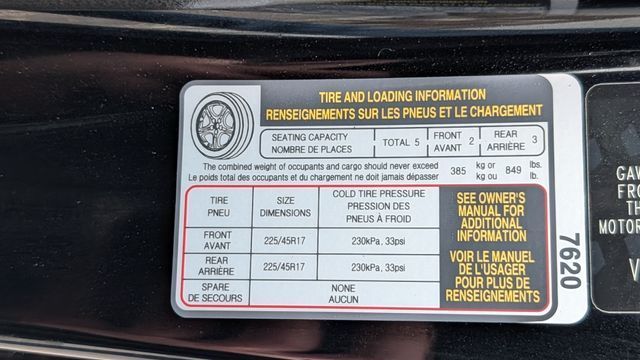 TIRE AND LOADING INFORMATION
RENSEIGNEMENTS SUR LES PNEUS ET LE CHARGEMENT
SEATING CAPACITY
NOMBRE DE PLACES
TOTAL 5
FRONT
AVANT 2
REAR
ARRIÈRE 3
The combined weight of occupants and cargo should never exceed
Le poids total des occupants et du chargement ne doit jamais dépasser
385 kg or
kg ou
849 lbs.
lb.
TIRE
PNEU
SIZE
DIMENSIONS
COLD TIRE PRESSURE
PRESSION DES
PNEUS À FROID
FRONT
AVANT
225/45R17
230kPa, 33psi
REAR
ARRIÈRE
225/45R17
230kPa, 33psi
SPARE
DE SECOURS
NONE
AUCUN
SEE OWNER'S
MANUAL FOR
ADDITIONAL
INFORMATION
VOIR LE MANUEL
DE L'USAGER
POUR PLUS DE
RENSEIGNEMENTS
7620
GAW
FRO
TH
MOTOR
V